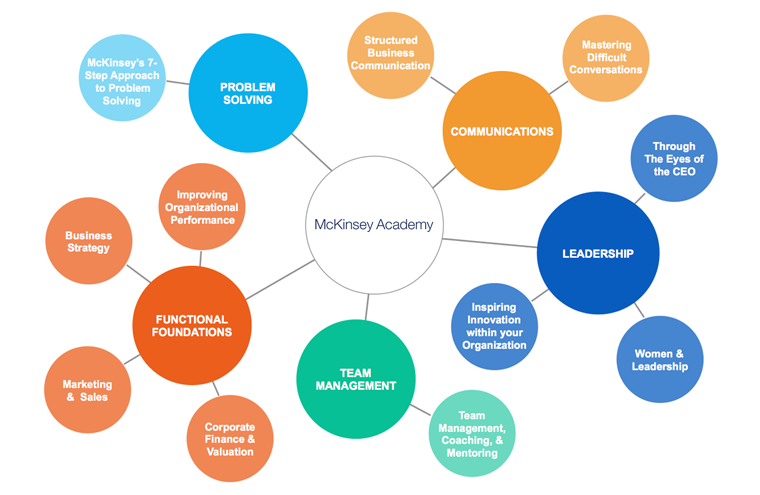 McKinsey's 7-
Step Approach
to Problem
Solving
PROBLEM
SOLVING
Structured
Business
Communication
Mastering
Difficult
Conversations
COMMUNICATIONS
Through
The Eyes of
the CEO
Improving
Organizational
Performance
McKinsey Academy
Business
Strategy
LEADERSHIP
FUNCTIONAL
FOUNDATIONS
Inspiring
Innovation
within your
Organization
Women &
Leadership
TEAM
MANAGEMENT
Marketing
& Sales
Corporate
Finance &
Valuation
Team
Management,
Coaching, &
Mentoring